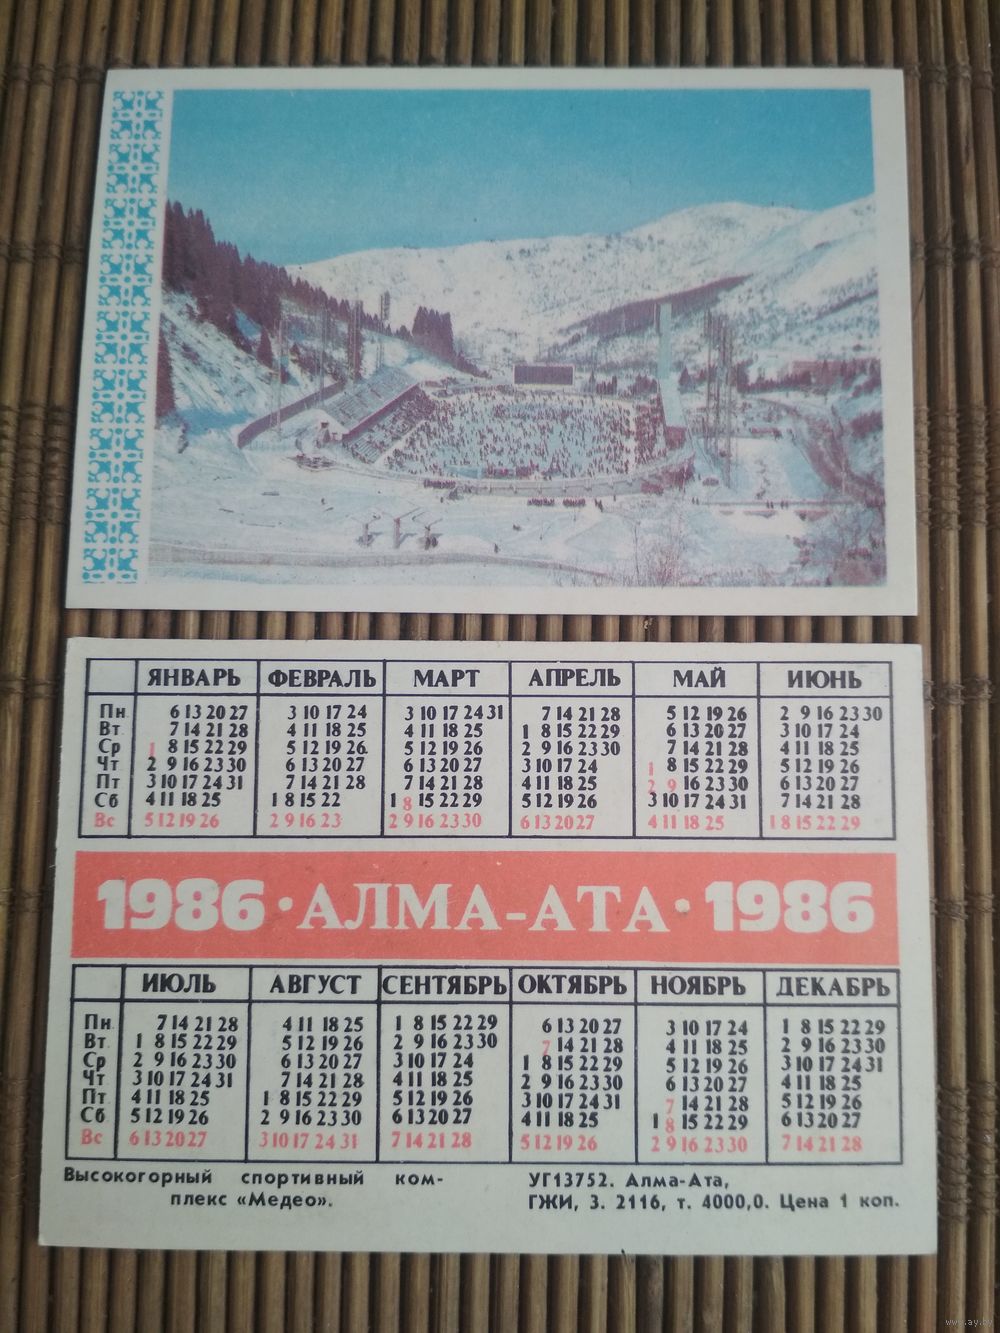 ЯНВАРЬ ФЕВРАЛЬ МАРТ АПРЕЛЬ МАЙ ИЮНЬ
Пн 6 13 20 27 3 10 17 24 3 10 17 24 31 7 14 21 28 5 12 19 26 2 9 16 23 30
Вт 7 14 21 28 4 11 18 25 4 11 18 25 1 8 15 22 29 6 13 20 27 3 10 17 24
Ср 1 8 15 22 29 5 12 19 26 5 12 19 26 2 9 16 23 30 7 14 21 28 4 11 18 25
Чт 2 9 16 23 30 6 13 20 27 6 13 20 27 3 10 17 24 1 8 15 22 29 5 12 19 26
Пт 3 10 17 24 31 7 14 21 28 7 14 21 28 4 11 18 25 2 9 16 23 30 6 13 20 27
Сб 4 11 18 25 1 8 15 22 1 8 15 22 29 5 12 19 26 3 10 17 24 31 7 14 21 28
Вс 5 12 19 26 2 9 16 23 2 9 16 23 30 6 13 20 27 4 11 18 25 1 8 15 22 29
1986 · АЛМА-АТА · 1986
ИЮЛЬ АВГУСТ СЕНТЯБРЬ ОКТЯБРЬ НОЯБРЬ ДЕКАБРЬ
Пн 7 14 21 28 4 11 18 25 1 8 15 22 29 6 13 20 27 3 10 17 24 1 8 15 22 29
Вт 1 8 15 22 29 5 12 19 26 2 9 16 23 30 7 14 21 28 4 11 18 25 2 9 16 23 30
Ср 2 9 16 23 30 6 13 20 27 3 10 17 24 1 8 15 22 29 5 12 19 26 3 10 17 24 31
Чт 3 10 17 24 31 7 14 21 28 4 11 18 25 2 9 16 23 30 6 13 20 27 4 11 18 25
Пт 4 11 18 25 1 8 15 22 29 5 12 19 26 3 10 17 24 31 7 14 21 28 5 12 19 26
Сб 5 12 19 26 2 9 16 23 30 6 13 20 27 4 11 18 25 1 8 15 22 29 6 13 20 27
Вс 6 13 20 27 3 10 17 24 31 7 14 21 28 5 12 19 26 2 9 16 23 30 7 14 21 28
Высокогорный спортивный ком-
плекс «Медео».
УГ13752. Алма-Ата,
ГЖИ, З. 2116, т. 4000,0. Цена 1 коп.
www.ay.by